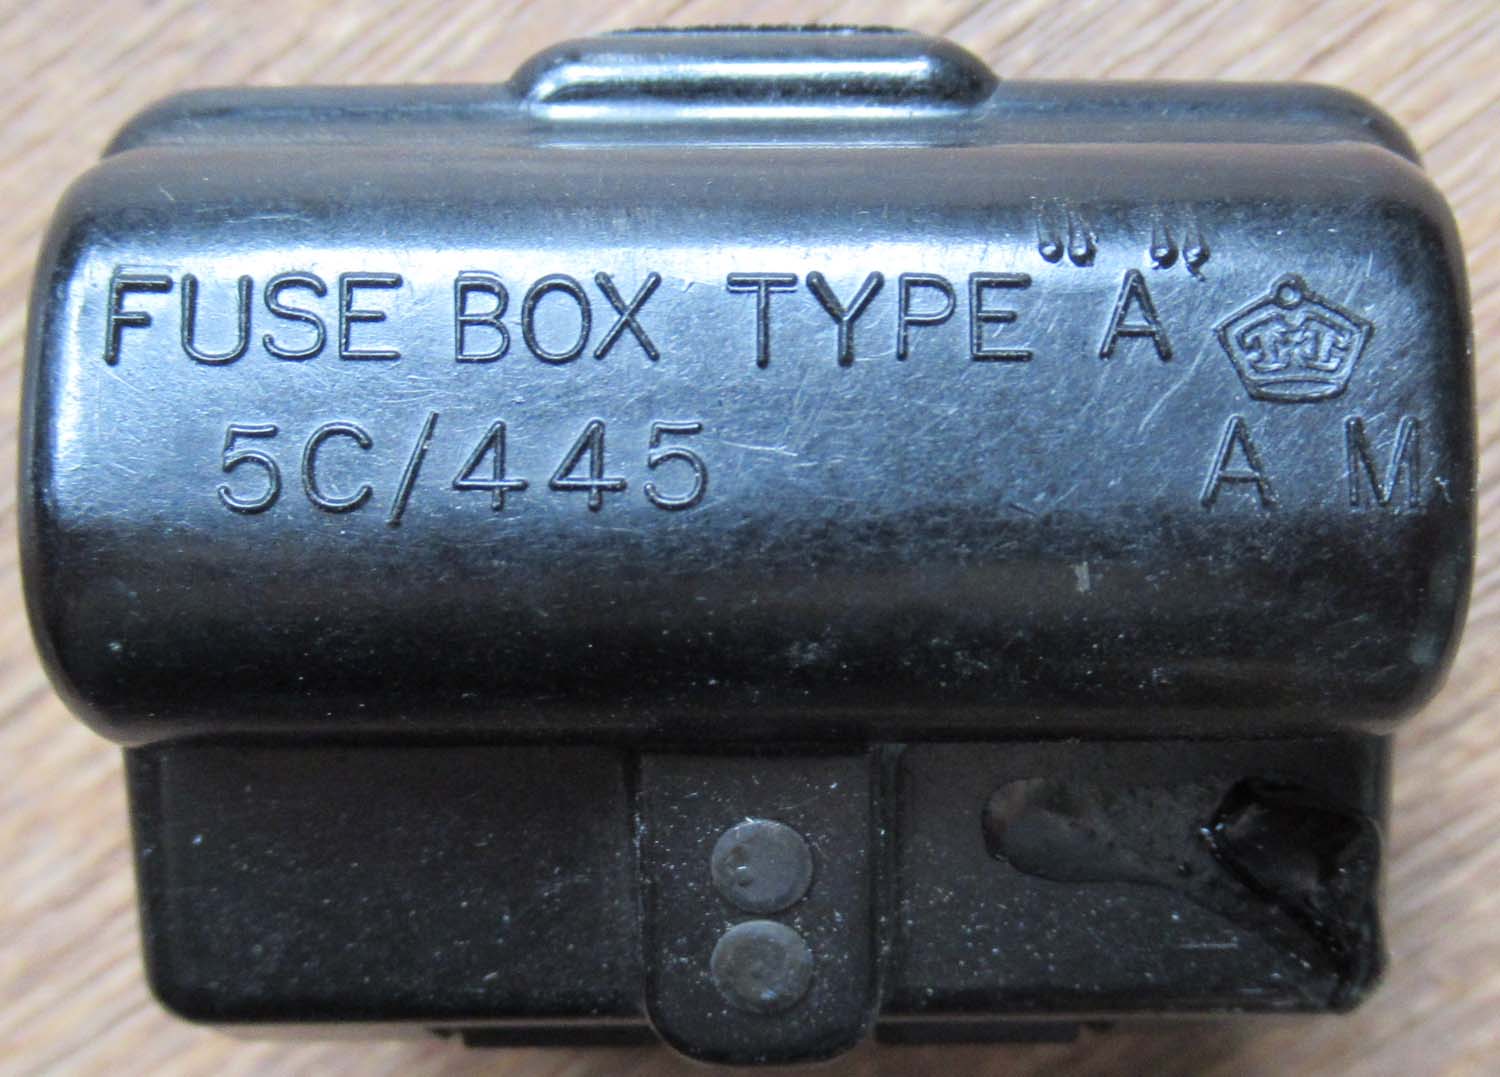 FUSE BOX TYPE "A"
5C/445 A M